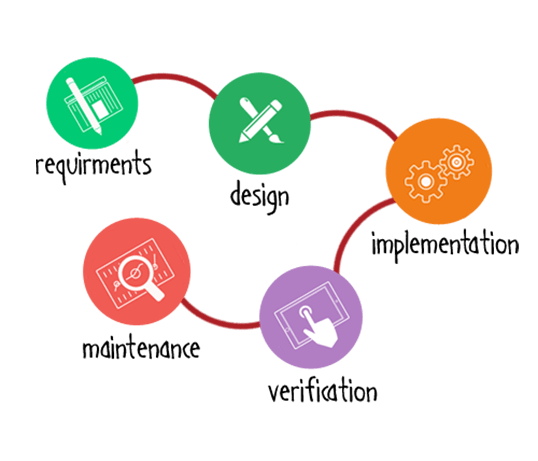 requirments
design
implementation
verification
maintenance